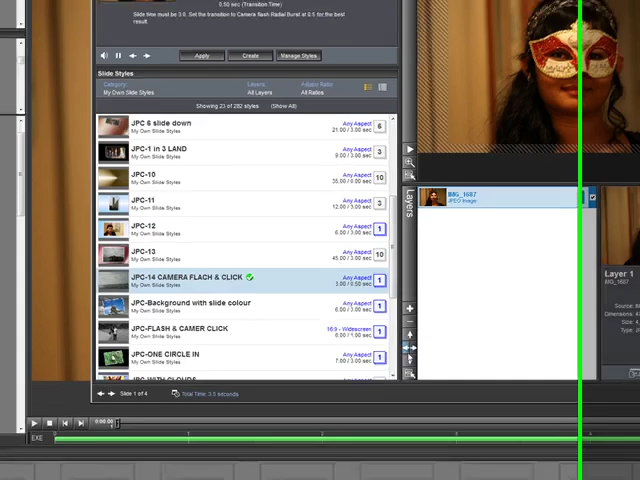 0.50 sec (Transition Time)
Slide time must be 3.0. Set the transition to Camera flash Radial Burst at 0.5 for the best
result.
Apply
Create
Manage Styles
Slide Styles
Category:
My Own Slide Styles
Layers:
All Layers
Aspect Ratio:
All Ratios
Showing 23 of 282 styles (Show All)
JPC 6 slide down
My Own Slide Styles
Any Aspect
21.00 / 3.00 sec
6
JPC-1 in 3 LAND
My Own Slide Styles
Any Aspect
9.00 / 3.00 sec
3
JPC-10
My Own Slide Styles
Any Aspect
35.00 / 0.00 sec
10
JPC-11
My Own Slide Styles
Any Aspect
12.00 / 3.00 sec
3
JPC-12
My Own Slide Styles
Any Aspect
6.00 / 3.00 sec
1
JPC-13
My Own Slide Styles
Any Aspect
45.00 / 3.00 sec
10
JPC-14 CAMERA FLACH & CLICK
My Own Slide Styles
Any Aspect
3.00 / 0.50 sec
1
JPC-Background with slide colour
My Own Slide Styles
Any Aspect
6.00 / 3.00 sec
1
JPC-FLASH & CAMER CLICK
My Own Slide Styles
16:9 - Widescreen
6.00 / 1.00 sec
1
JPC-ONE CIRCLE IN
My Own Slide Styles
Any Aspect
7.00 / 3.00 sec
1
JPC-WITH CLOUDS
Any Aspect
Slide 1 of 4
Total Time: 3.5 seconds
Layers
IMG_1687
JPEG Image
Layer 1
IMG_1687
EXE
1
2
3